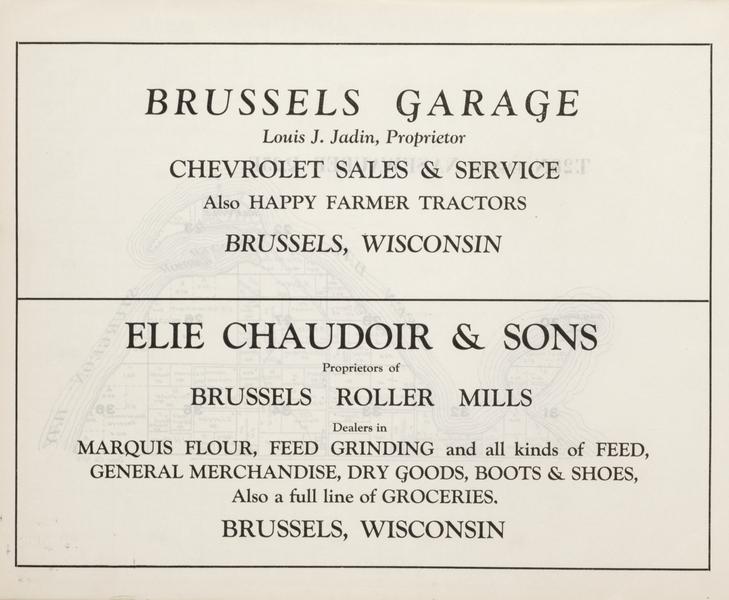 BRUSSELS GARAGE
Louis J. Jadin, Proprietor
CHEVROLET SALES & SERVICE
Also HAPPY FARMER TRACTORS
BRUSSELS, WISCONSIN
ELIE CHAUDOIR & SONS
Proprietors of
BRUSSELS ROLLER MILLS
Dealers in
MARQUIS FLOUR, FEED GRINDING and all kinds of FEED,
GENERAL MERCHANDISE, DRY GOODS, BOOTS & SHOES,
Also a full line of GROCERIES.
BRUSSELS, WISCONSIN